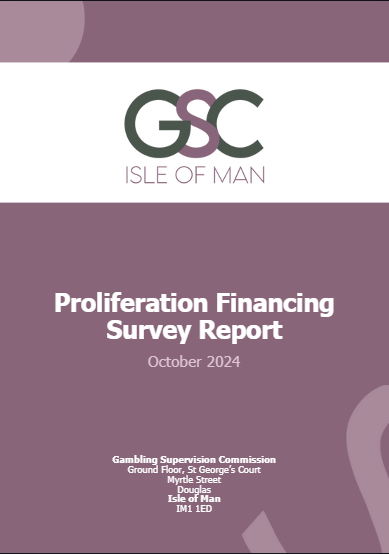 GSC
ISLE OF MAN
Proliferation Financing
Survey Report
October 2024
Gambling Supervision Commission
Ground Floor, St George's Court
Myrtle Street
Douglas
Isle of Man
IM1 1ED